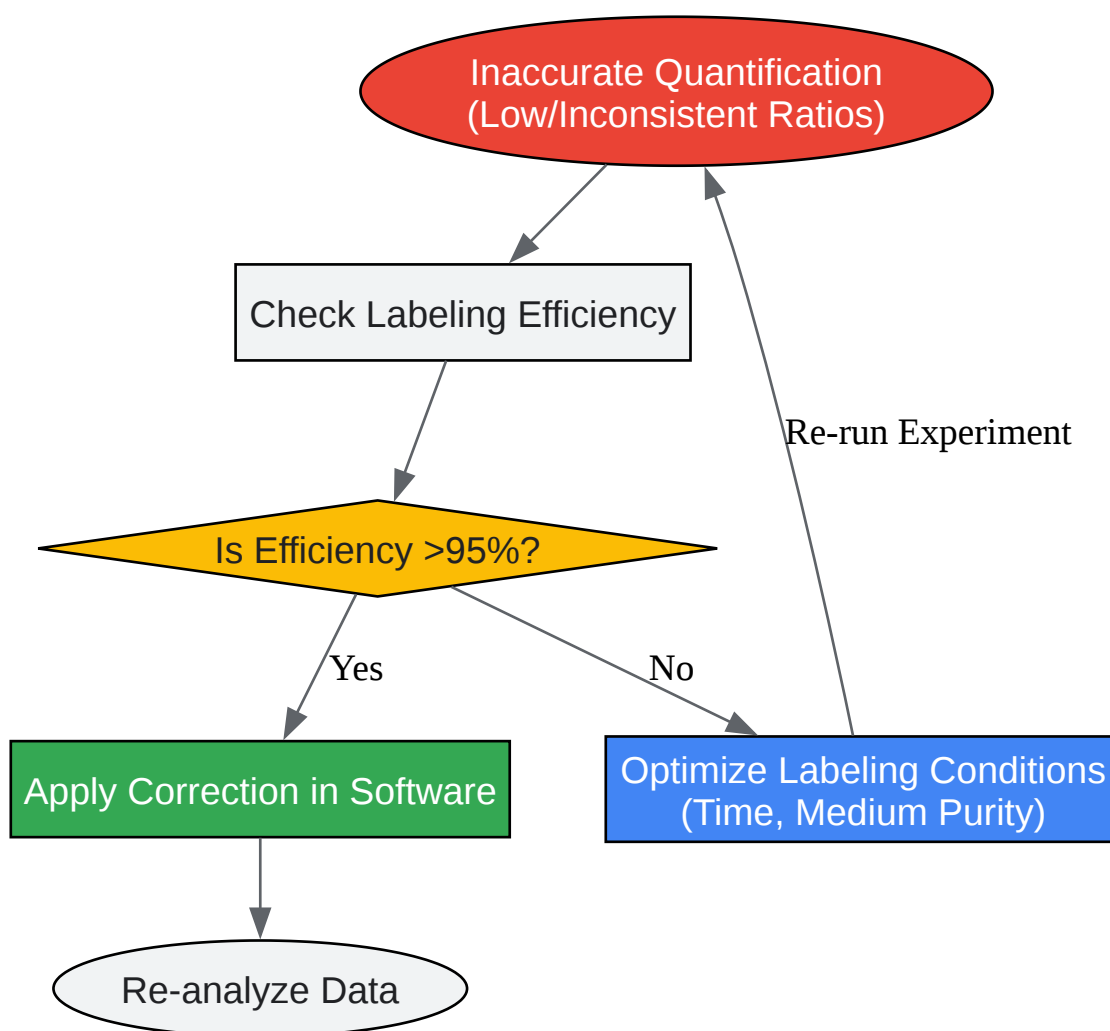 Inaccurate Quantification
(Low/Inconsistent Ratios)
Check Labeling Efficiency
Re-run Experiment
Is Efficiency >95%?
Yes
No
Apply Correction in Software
Optimize Labeling Conditions
(Time, Medium Purity)
Re-analyze Data